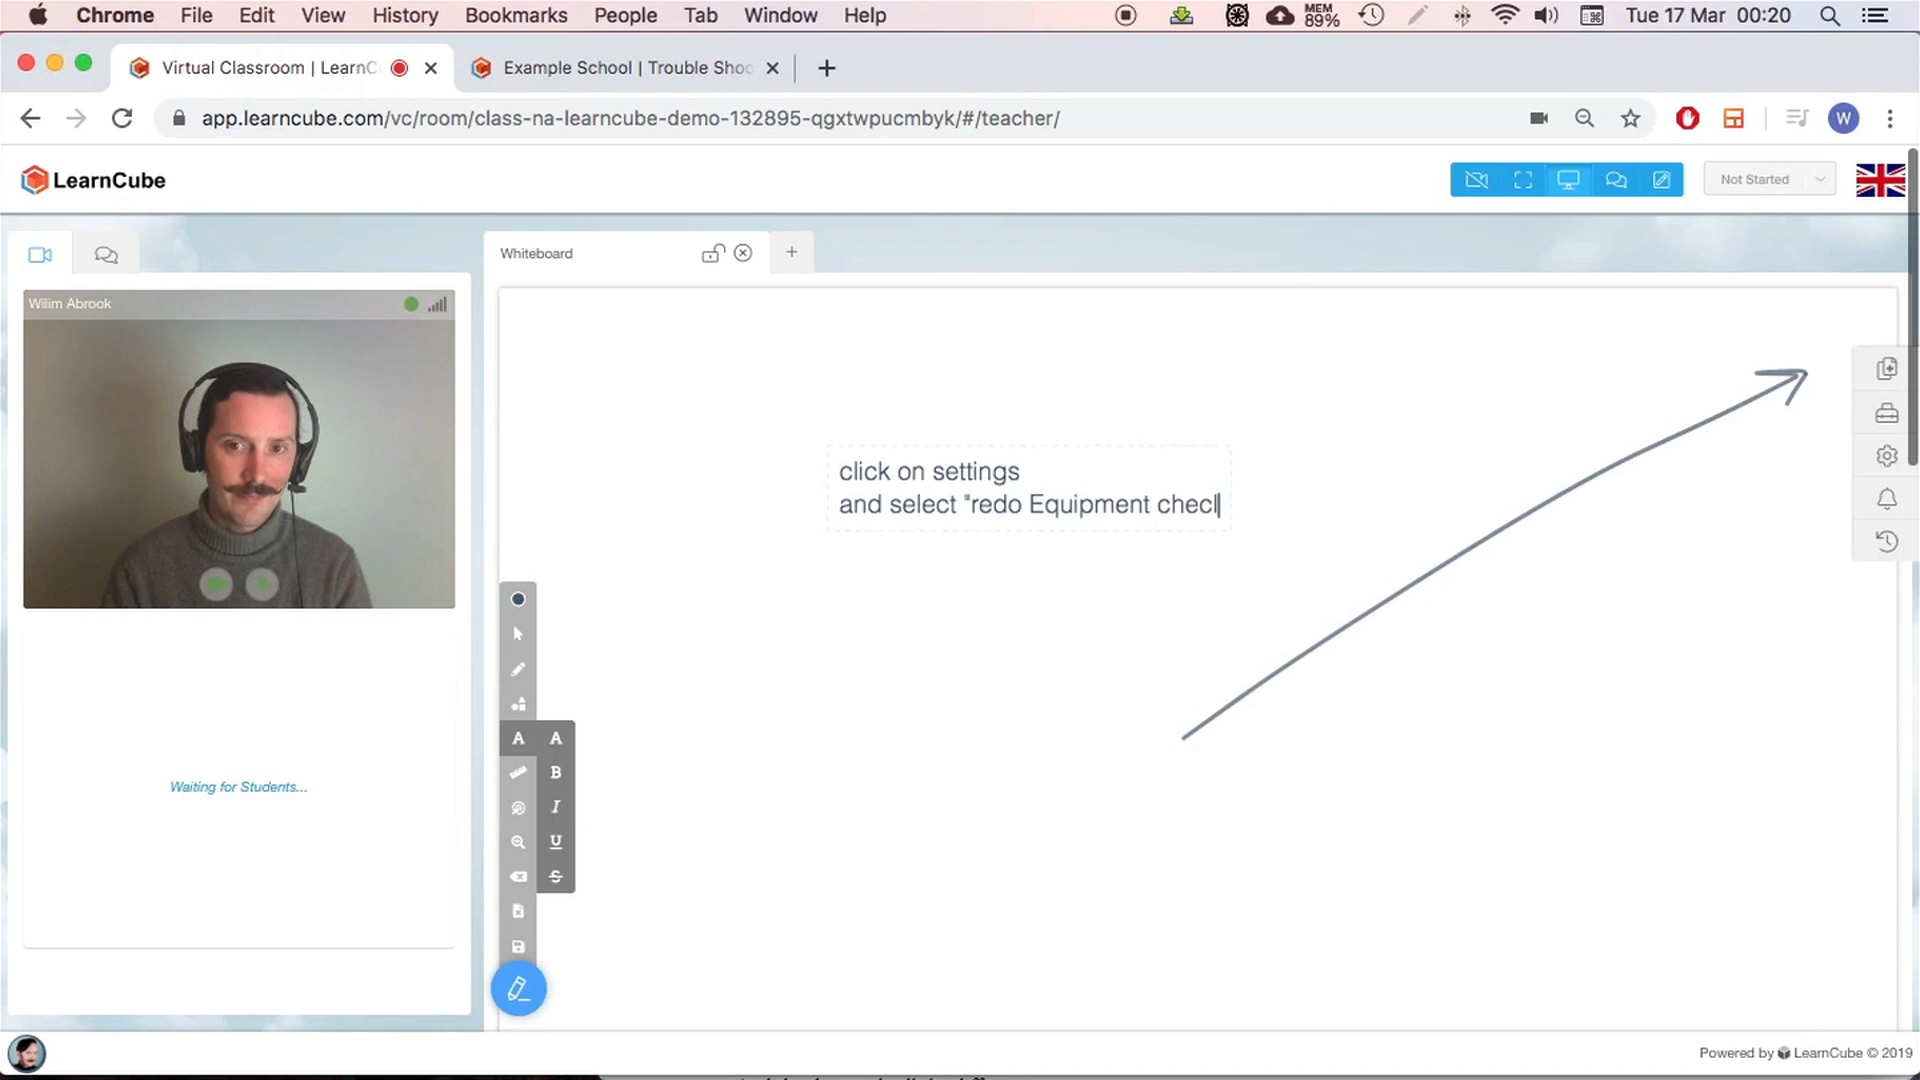 Chrome File Edit View History Bookmarks People Tab Window Help MEM 89% Tue 17 Mar 00:20
Virtual Classroom | LearnC Example School | Trouble Shoo
app.learncube.com/vc/room/class-na-learncube-demo-132895-qgxtwpucmbyk/#/teacher/ W
LearnCube Not Started
Whiteboard
Wilim Abrook
click on settings
and select "redo Equipment checl
A A
B
I
U
S
Waiting for Students...
Powered by LearnCube © 2019